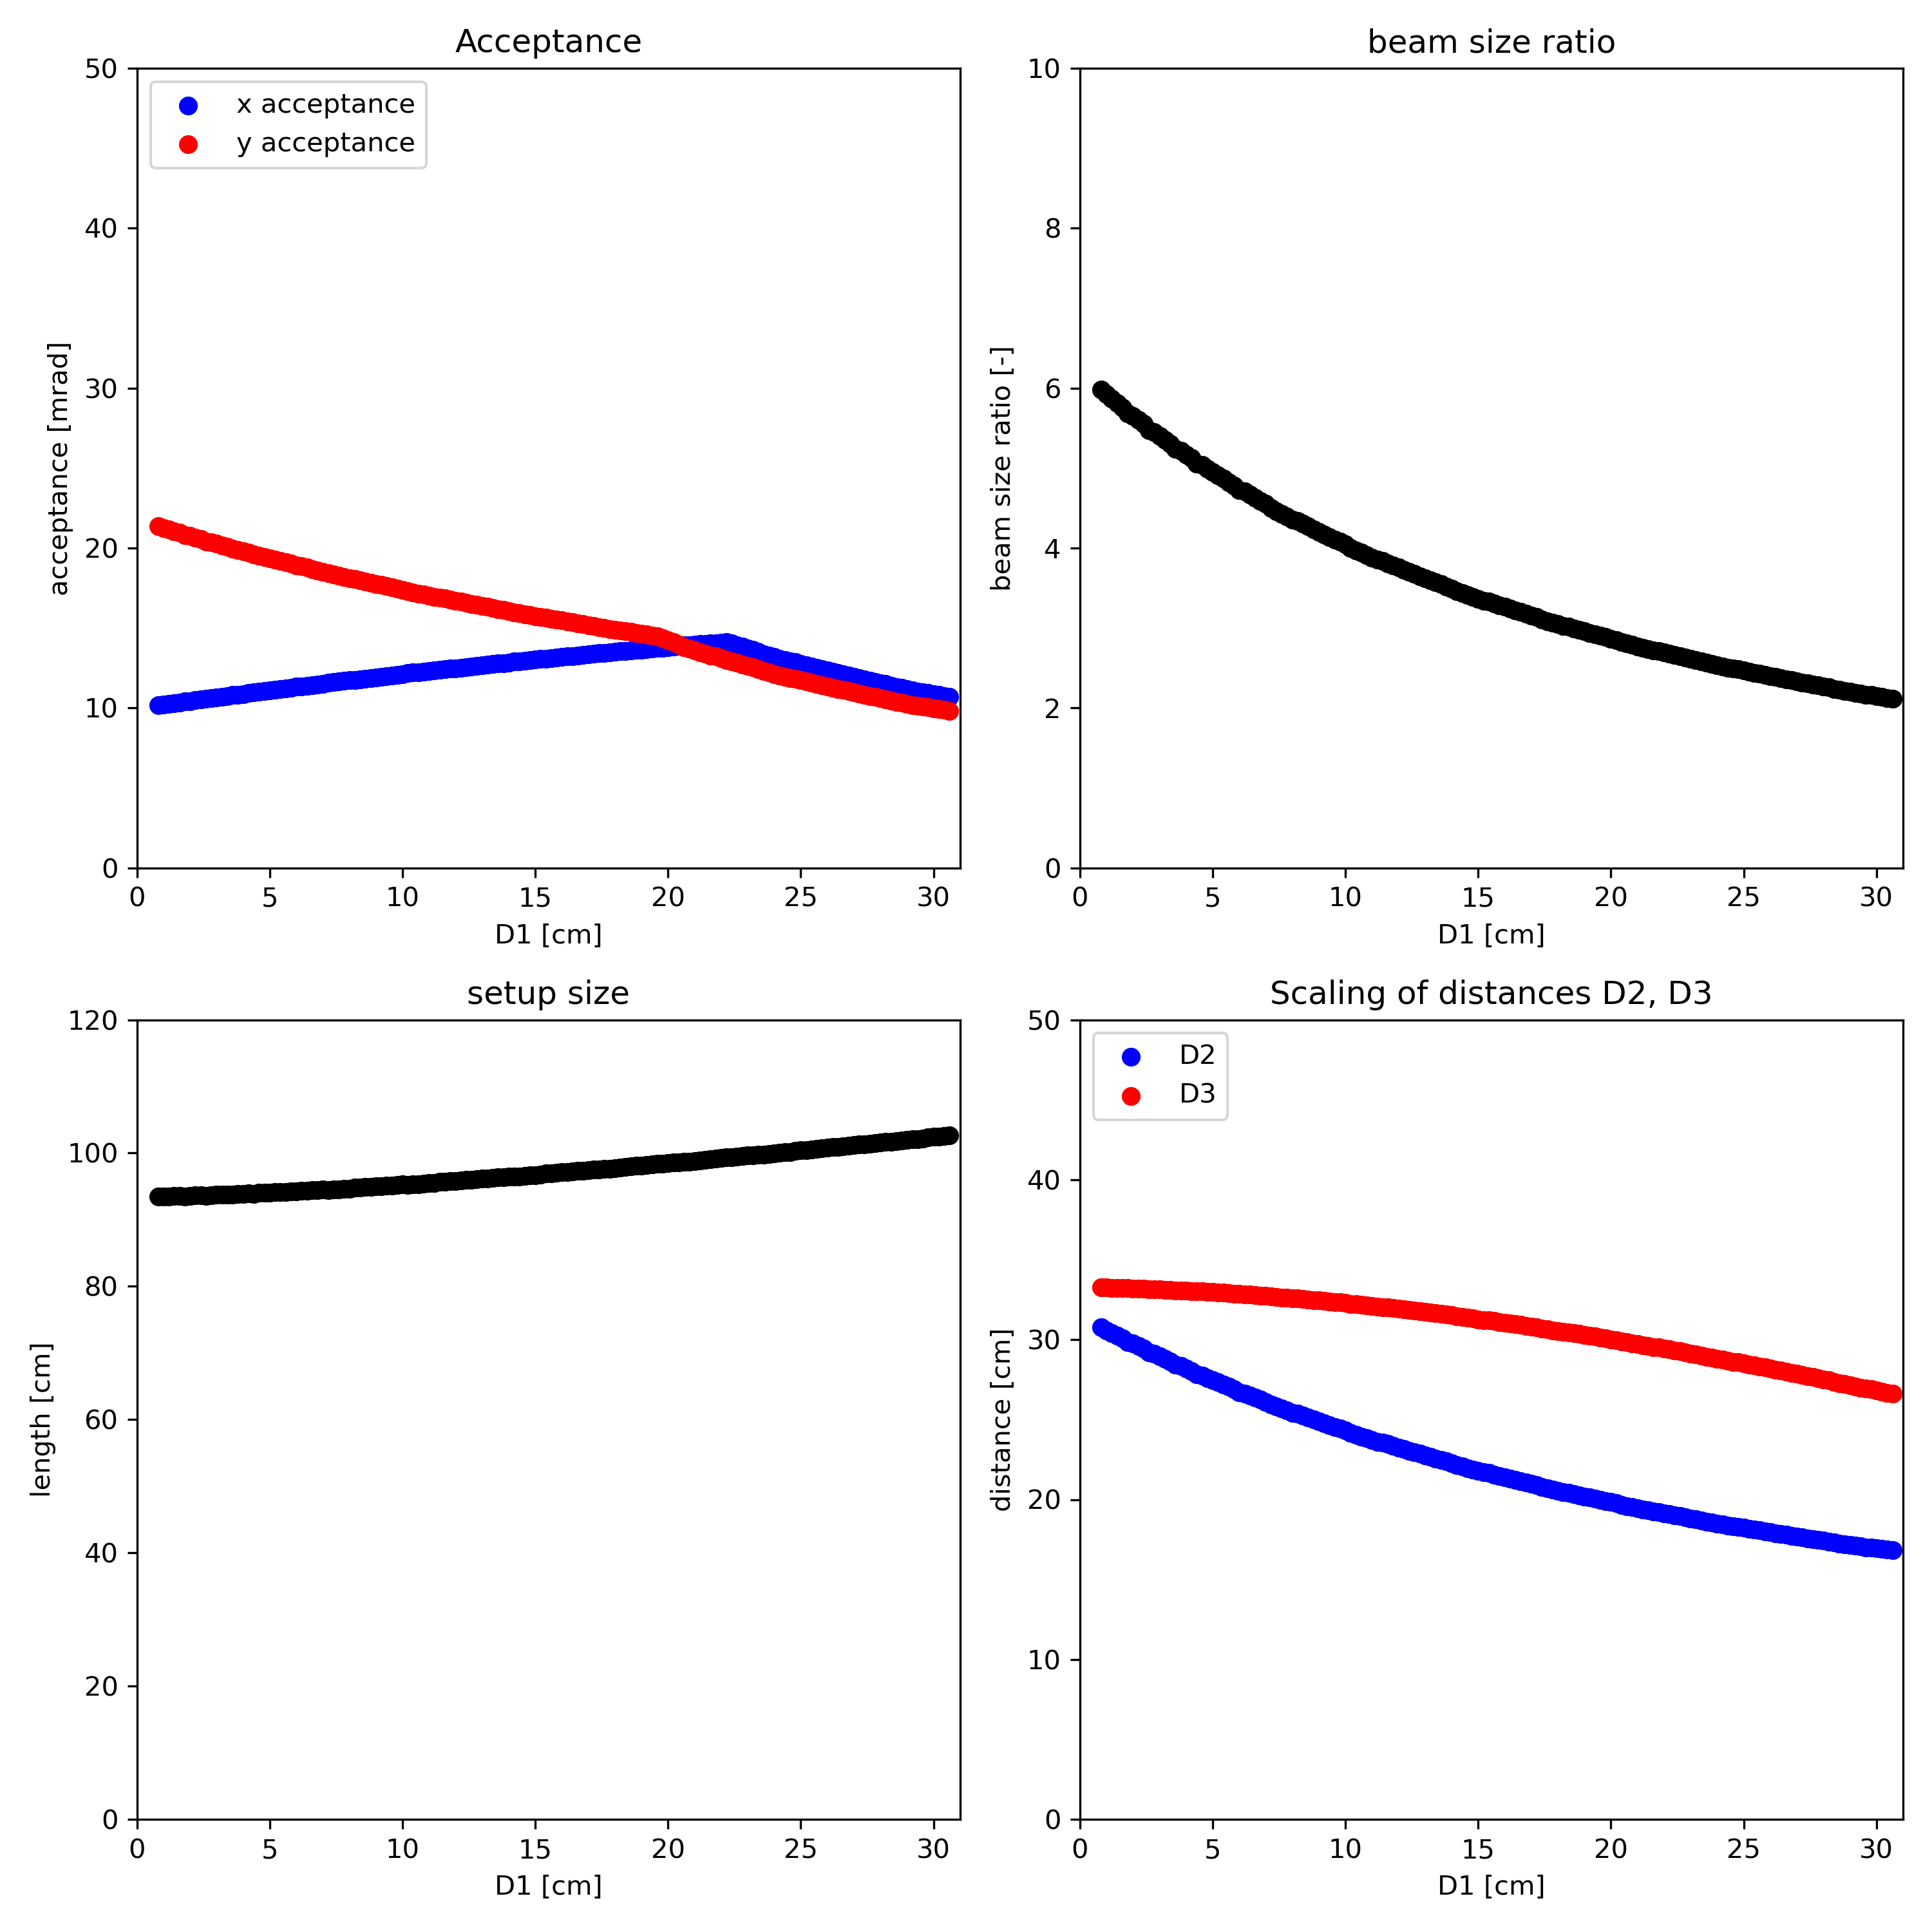 Acceptance
50
40
30
20
10
0
acceptance [mrad]
x acceptance
y acceptance
0 5 10 15 20 25 30
D1 [cm]
beam size ratio
10
8
6
4
2
0
beam size ratio [-]
0 5 10 15 20 25 30
D1 [cm]
setup size
120
100
80
60
40
20
0
length [cm]
0 5 10 15 20 25 30
D1 [cm]
Scaling of distances D2, D3
50
40
30
20
10
0
distance [cm]
D2
D3
0 5 10 15 20 25 30
D1 [cm]